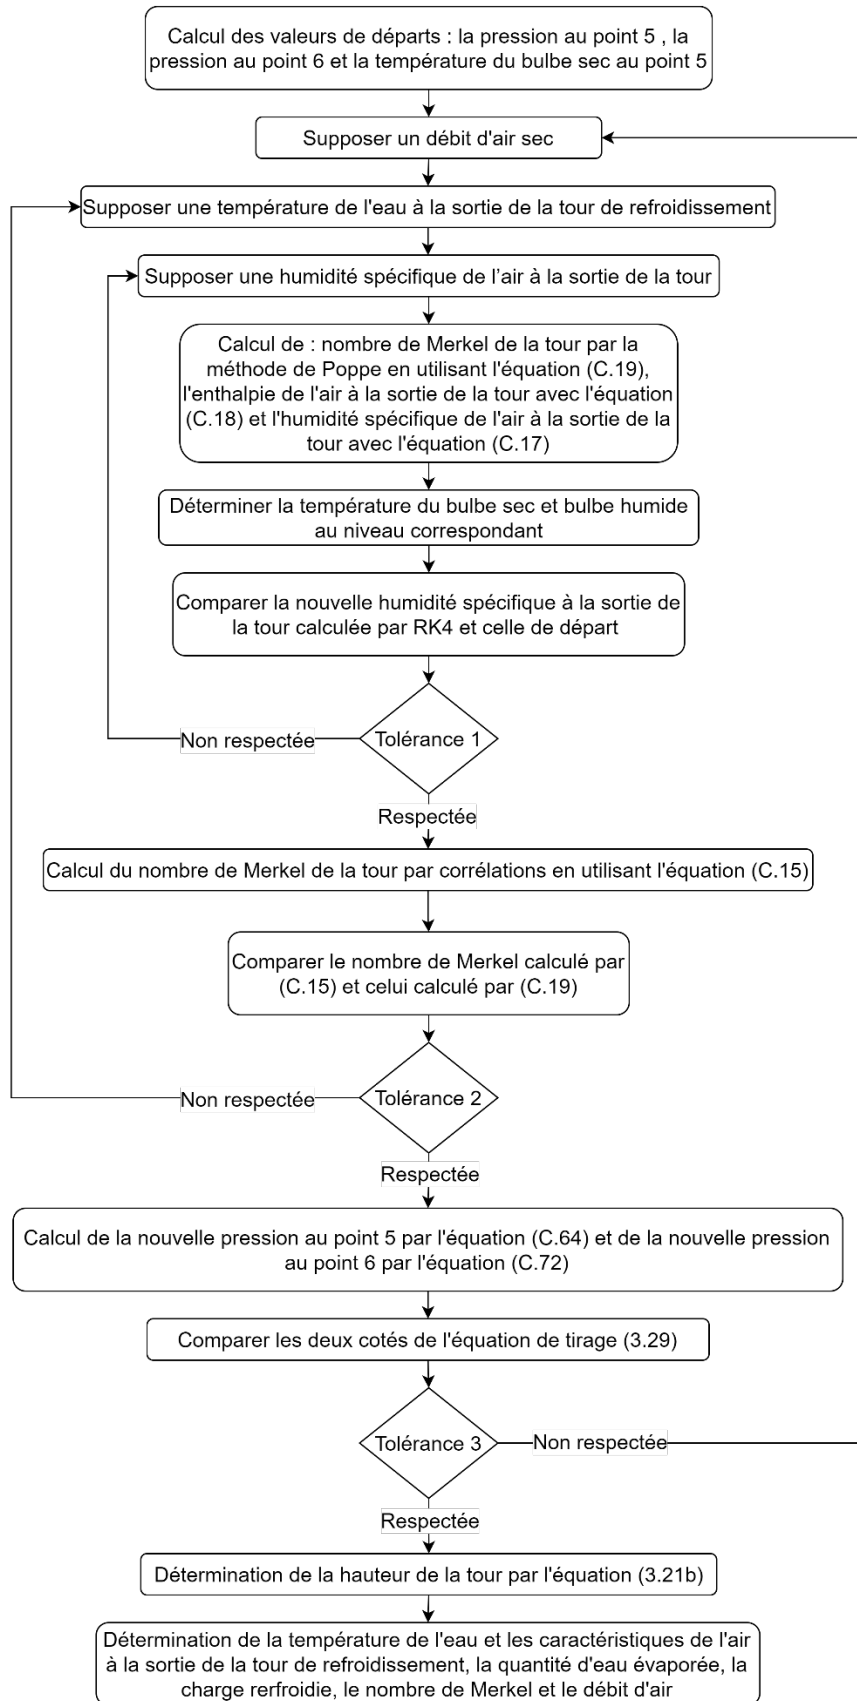 Calcul des valeurs de départs : la pression au point 5 , la
pression au point 6 et la température du bulbe sec au point 5
Supposer un débit d'air sec
Supposer une température de l'eau à la sortie de la tour de refroidissement
Supposer une humidité spécifique de l'air à la sortie de la tour
Calcul de : nombre de Merkel de la tour par la
méthode de Poppe en utilisant l'équation (C.19),
l'enthalpie de l'air à la sortie de la tour avec l'équation
(C.18) et l'humidité spécifique de l'air à la sortie de la
tour avec l'équation (C.17)
Déterminer la température du bulbe sec et bulbe humide
au niveau correspondant
Comparer la nouvelle humidité spécifique à la sortie de
la tour calculée par RK4 et celle de départ
Tolérance 1
Non respectée
Respectée
Calcul du nombre de Merkel de la tour par corrélations en utilisant l'équation (C.15)
Comparer le nombre de Merkel calculé par
(C.15) et celui calculé par (C.19)
Tolérance 2
Non respectée
Respectée
Calcul de la nouvelle pression au point 5 par l'équation (C.64) et de la nouvelle pression
au point 6 par l'équation (C.72)
Comparer les deux cotés de l'équation de tirage (3.29)
Tolérance 3
Non respectée
Respectée
Détermination de la hauteur de la tour par l'équation (3.21b)
Détermination de la température de l'eau et les caractéristiques de l'air
à la sortie de la tour de refroidissement, la quantité d'eau évaporée, la
charge rerfroidie, le nombre de Merkel et le débit d'air